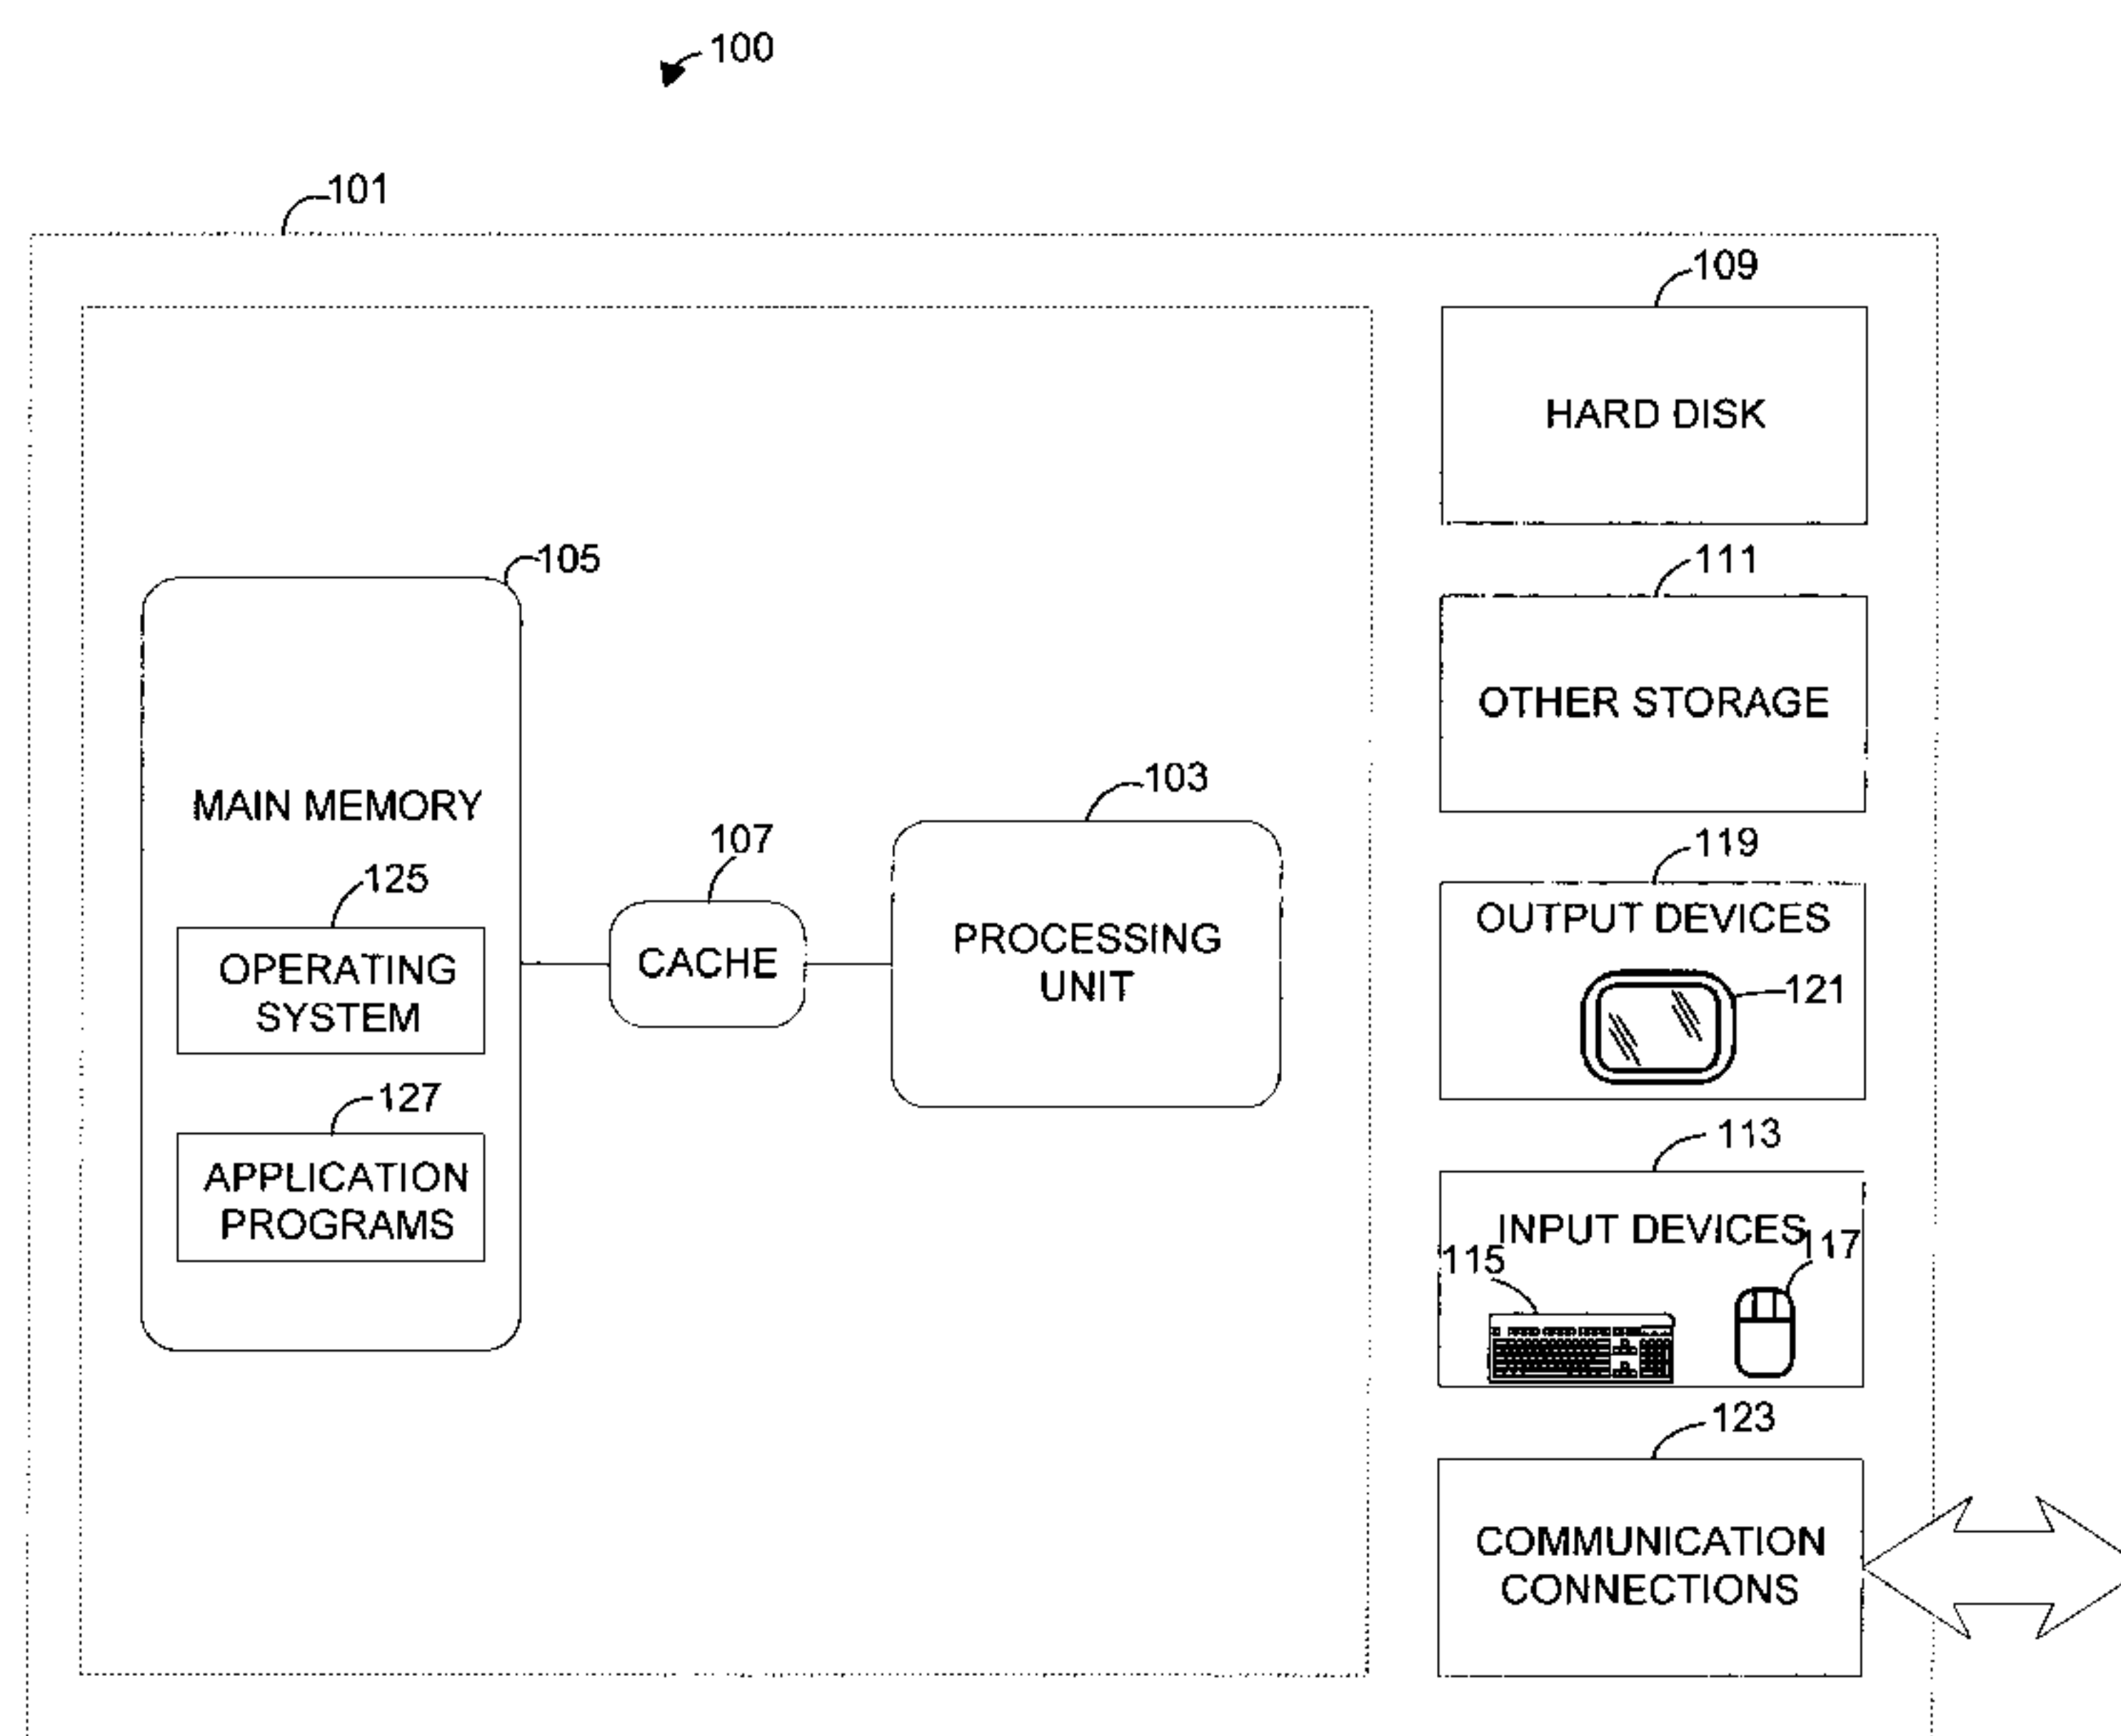 100
101
109
HARD DISK
105
111
OTHER STORAGE
MAIN MEMORY
103
107
119
125
OUTPUT DEVICES
PROCESSING
UNIT
CACHE
OPERATING
SYSTEM
121
127
113
APPLICATION
PROGRAMS
INPUT DEVICES
115
117
123
COMMUNICATION
CONNECTIONS